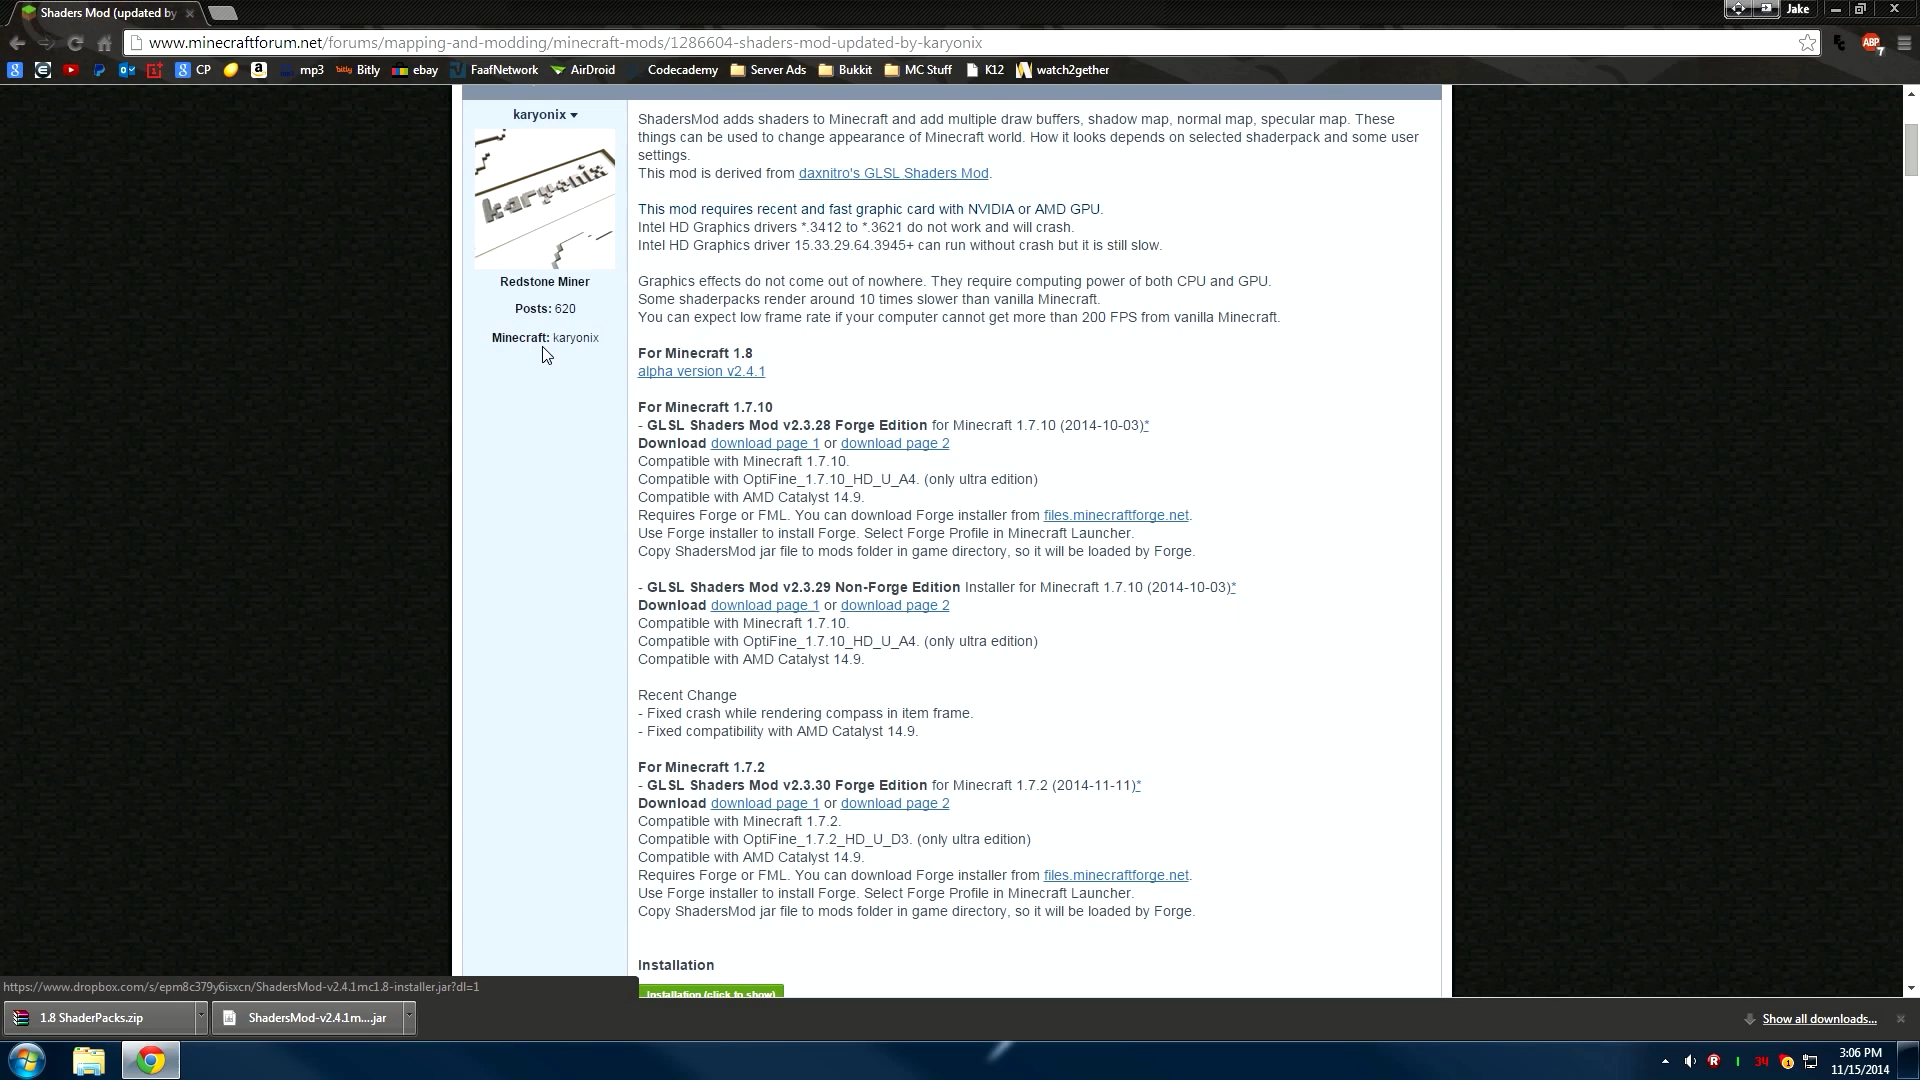 Shaders Mod (updated by
Jake
www.minecraftforum.net/forums/mapping-and-modding/minecraft-mods/1286604-shaders-mod-updated-by-karyonix
ABP
7
CP
mp3
bitly Bitly
ebay
FaafNetwork
AirDroid
Codecademy
Server Ads
Bukkit
MC Stuff
K12
watch2gether
karyonix
karyonix
Redstone Miner
Posts: 620
Minecraft: karyonix
ShadersMod adds shaders to Minecraft and add multiple draw buffers, shadow map, normal map, specular map. These
things can be used to change appearance of Minecraft world. How it looks depends on selected shaderpack and some user
settings.
This mod is derived from daxnitro's GLSL Shaders Mod.
This mod requires recent and fast graphic card with NVIDIA or AMD GPU.
Intel HD Graphics drivers *.3412 to *.3621 do not work and will crash.
Intel HD Graphics driver 15.33.29.64.3945+ can run without crash but it is still slow.
Graphics effects do not come out of nowhere. They require computing power of both CPU and GPU.
Some shaderpacks render around 10 times slower than vanilla Minecraft.
You can expect low frame rate if your computer cannot get more than 200 FPS from vanilla Minecraft.
For Minecraft 1.8
alpha version v2.4.1
For Minecraft 1.7.10
- GLSL Shaders Mod v2.3.28 Forge Edition for Minecraft 1.7.10 (2014-10-03)*
Download download page 1 or download page 2
Compatible with Minecraft 1.7.10.
Compatible with OptiFine_1.7.10_HD_U_A4. (only ultra edition)
Compatible with AMD Catalyst 14.9.
Requires Forge or FML. You can download Forge installer from files.minecraftforge.net.
Use Forge installer to install Forge. Select Forge Profile in Minecraft Launcher.
Copy ShadersMod jar file to mods folder in game directory, so it will be loaded by Forge.
- GLSL Shaders Mod v2.3.29 Non-Forge Edition Installer for Minecraft 1.7.10 (2014-10-03)*
Download download page 1 or download page 2
Compatible with Minecraft 1.7.10.
Compatible with OptiFine_1.7.10_HD_U_A4. (only ultra edition)
Compatible with AMD Catalyst 14.9.
Recent Change
- Fixed crash while rendering compass in item frame.
- Fixed compatibility with AMD Catalyst 14.9.
For Minecraft 1.7.2
- GLSL Shaders Mod v2.3.30 Forge Edition for Minecraft 1.7.2 (2014-11-11)*
Download download page 1 or download page 2
Compatible with Minecraft 1.7.2.
Compatible with OptiFine_1.7.2_HD_U_D3. (only ultra edition)
Compatible with AMD Catalyst 14.9.
Requires Forge or FML. You can download Forge installer from files.minecraftforge.net.
Use Forge installer to install Forge. Select Forge Profile in Minecraft Launcher.
Copy ShadersMod jar file to mods folder in game directory, so it will be loaded by Forge.
Installation
Installation (click to show)
https://www.dropbox.com/s/epm8c379y6isxcn/ShadersMod-v2.4.1mc1.8-installer.jar?dl=1
1.8 ShaderPacks.zip
ShadersMod-v2.4.1m....jar
Show all downloads...
34
3:06 PM
11/15/2014